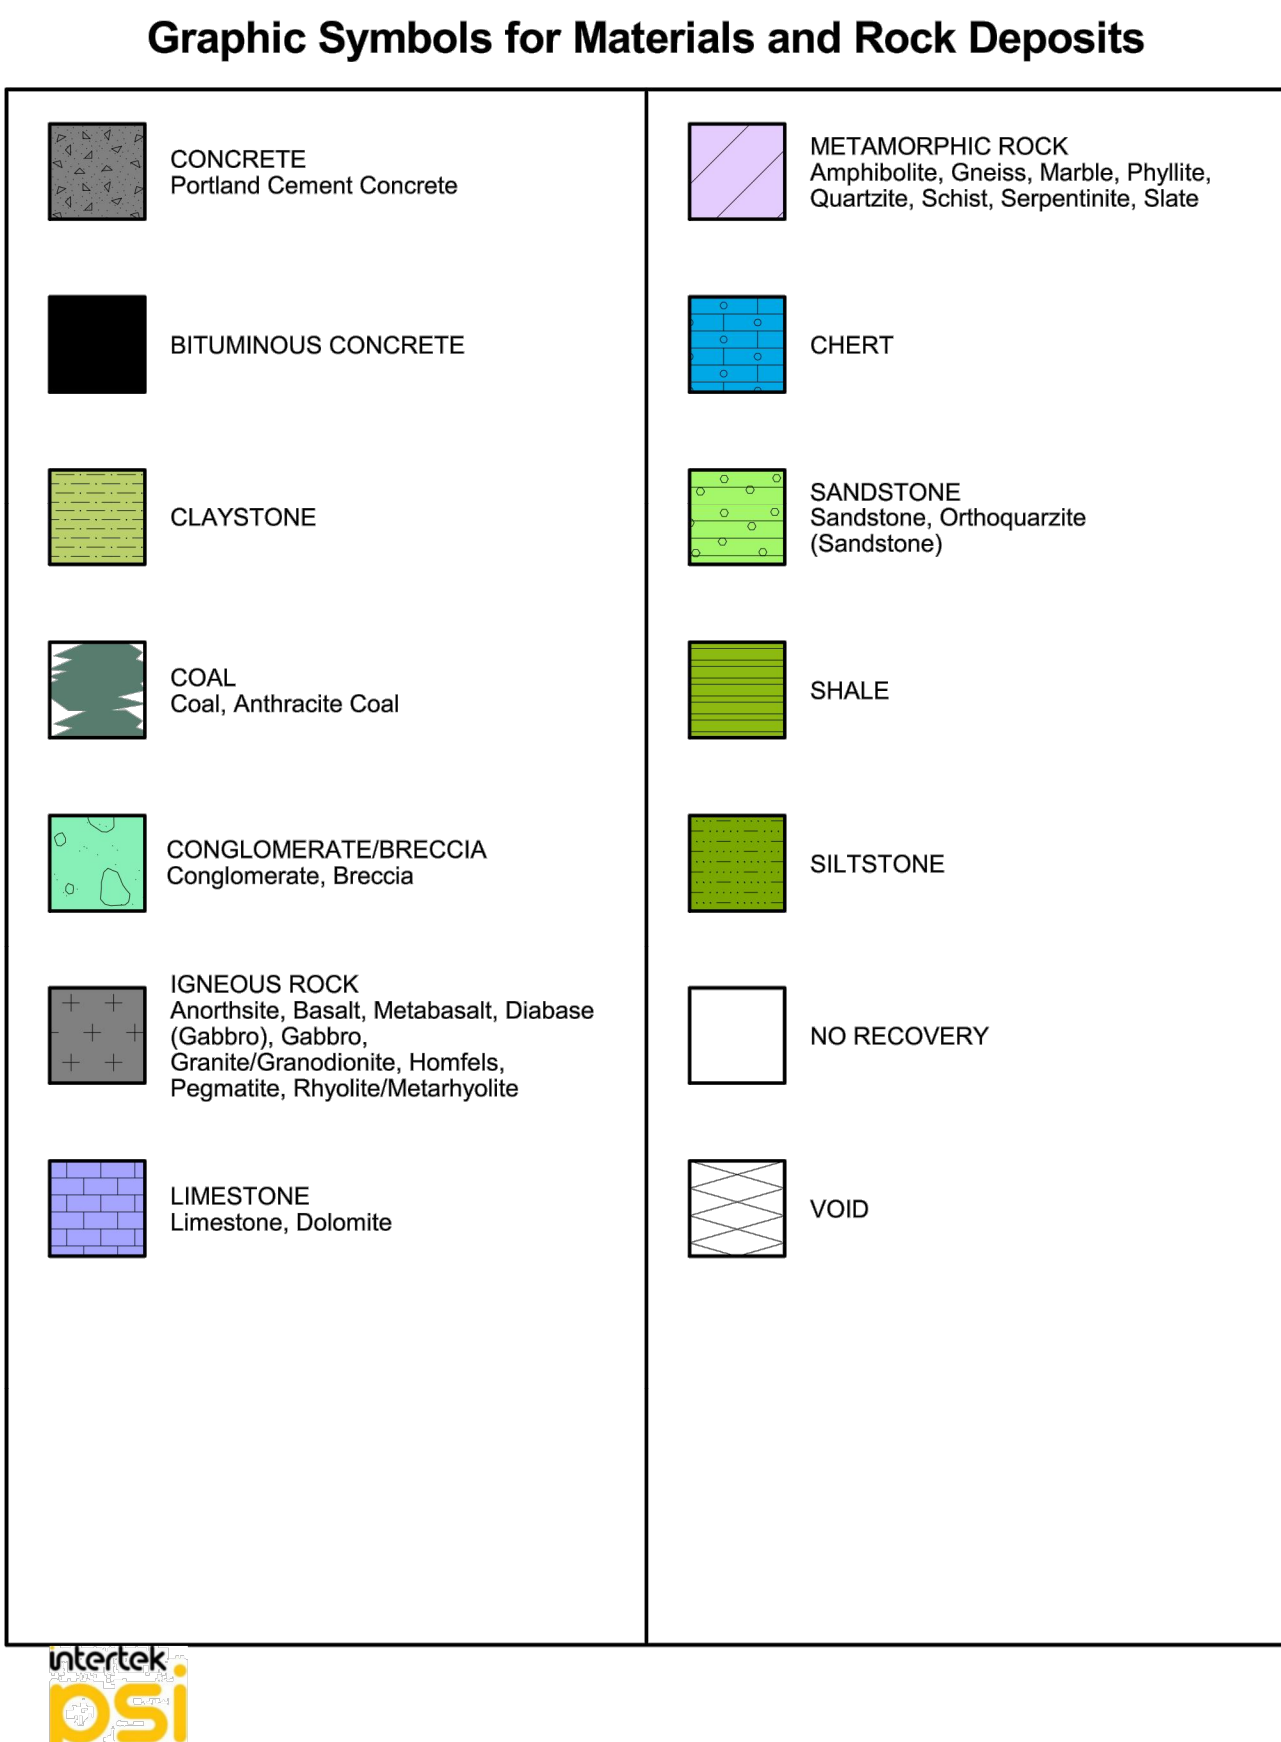 Graphic Symbols for Materials and Rock Deposits
CONCRETE
Portland Cement Concrete
BITUMINOUS CONCRETE
CLAYSTONE
COAL
Coal, Anthracite Coal
CONGLOMERATE/BRECCIA
Conglomerate, Breccia
IGNEOUS ROCK
Anorthsite, Basalt, Metabasalt, Diabase
(Gabbro), Gabbro,
Granite/Granodionite, Homfels,
Pegmatite, Rhyolite/Metarhyolite
LIMESTONE
Limestone, Dolomite
METAMORPHIC ROCK
Amphibolite, Gneiss, Marble, Phyllite,
Quartzite, Schist, Serpentinite, Slate
CHERT
SANDSTONE
Sandstone, Orthoquarzite
(Sandstone)
SHALE
SILTSTONE
NO RECOVERY
VOID
intertek
psi